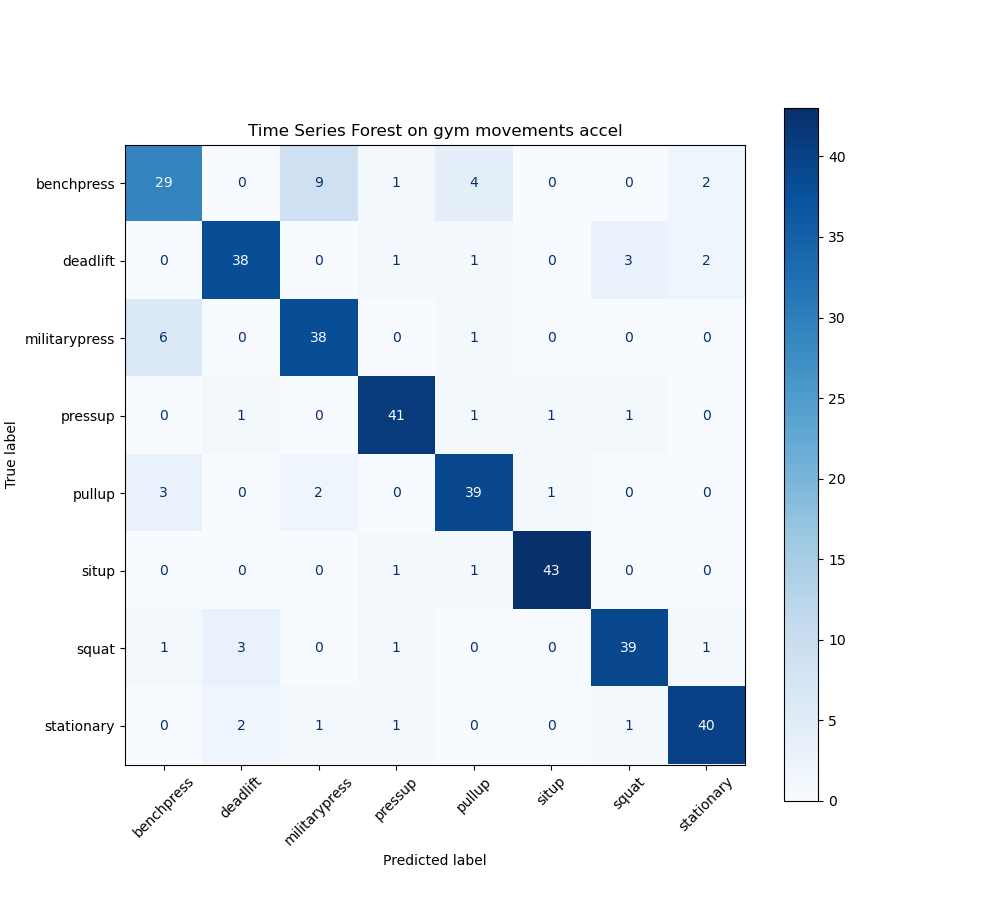 Time Series Forest on gym movements accel
True label
benchpress 29 0 9 1 4 0 0 2
deadlift 0 38 0 1 1 0 3 2
militarypress 6 0 38 0 1 0 0 0
pressup 0 1 0 41 1 1 1 0
pullup 3 0 2 0 39 1 0 0
situp 0 0 0 1 1 43 0 0
squat 1 3 0 1 0 0 39 1
stationary 0 2 1 1 0 0 1 40
benchpress deadlift militarypress pressup pullup situp squat stationary
Predicted label
40
35
30
25
20
15
10
5
0